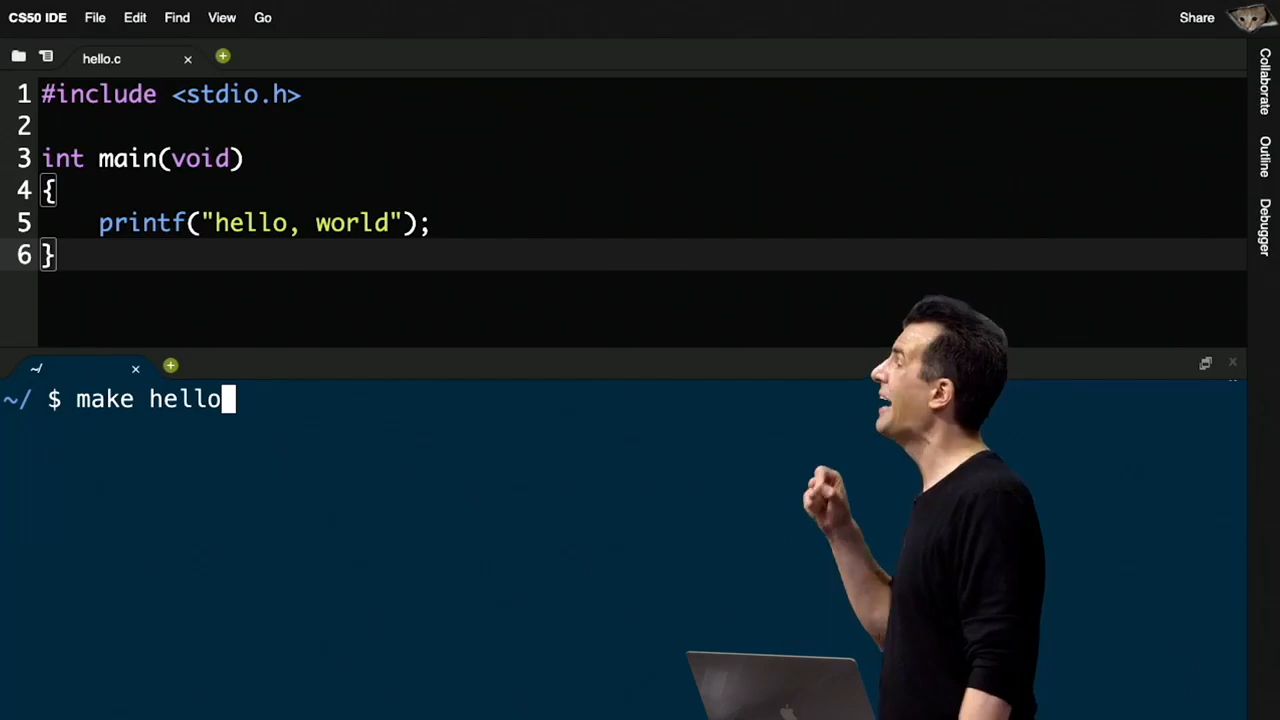 CS50 IDE File Edit Find View Go Share
hello.c
1 #include <stdio.h>
2
3 int main(void)
4 {
5     printf("hello, world");
6 }
~/
~/ $ make hello
Collaborate
Outline
Debugger